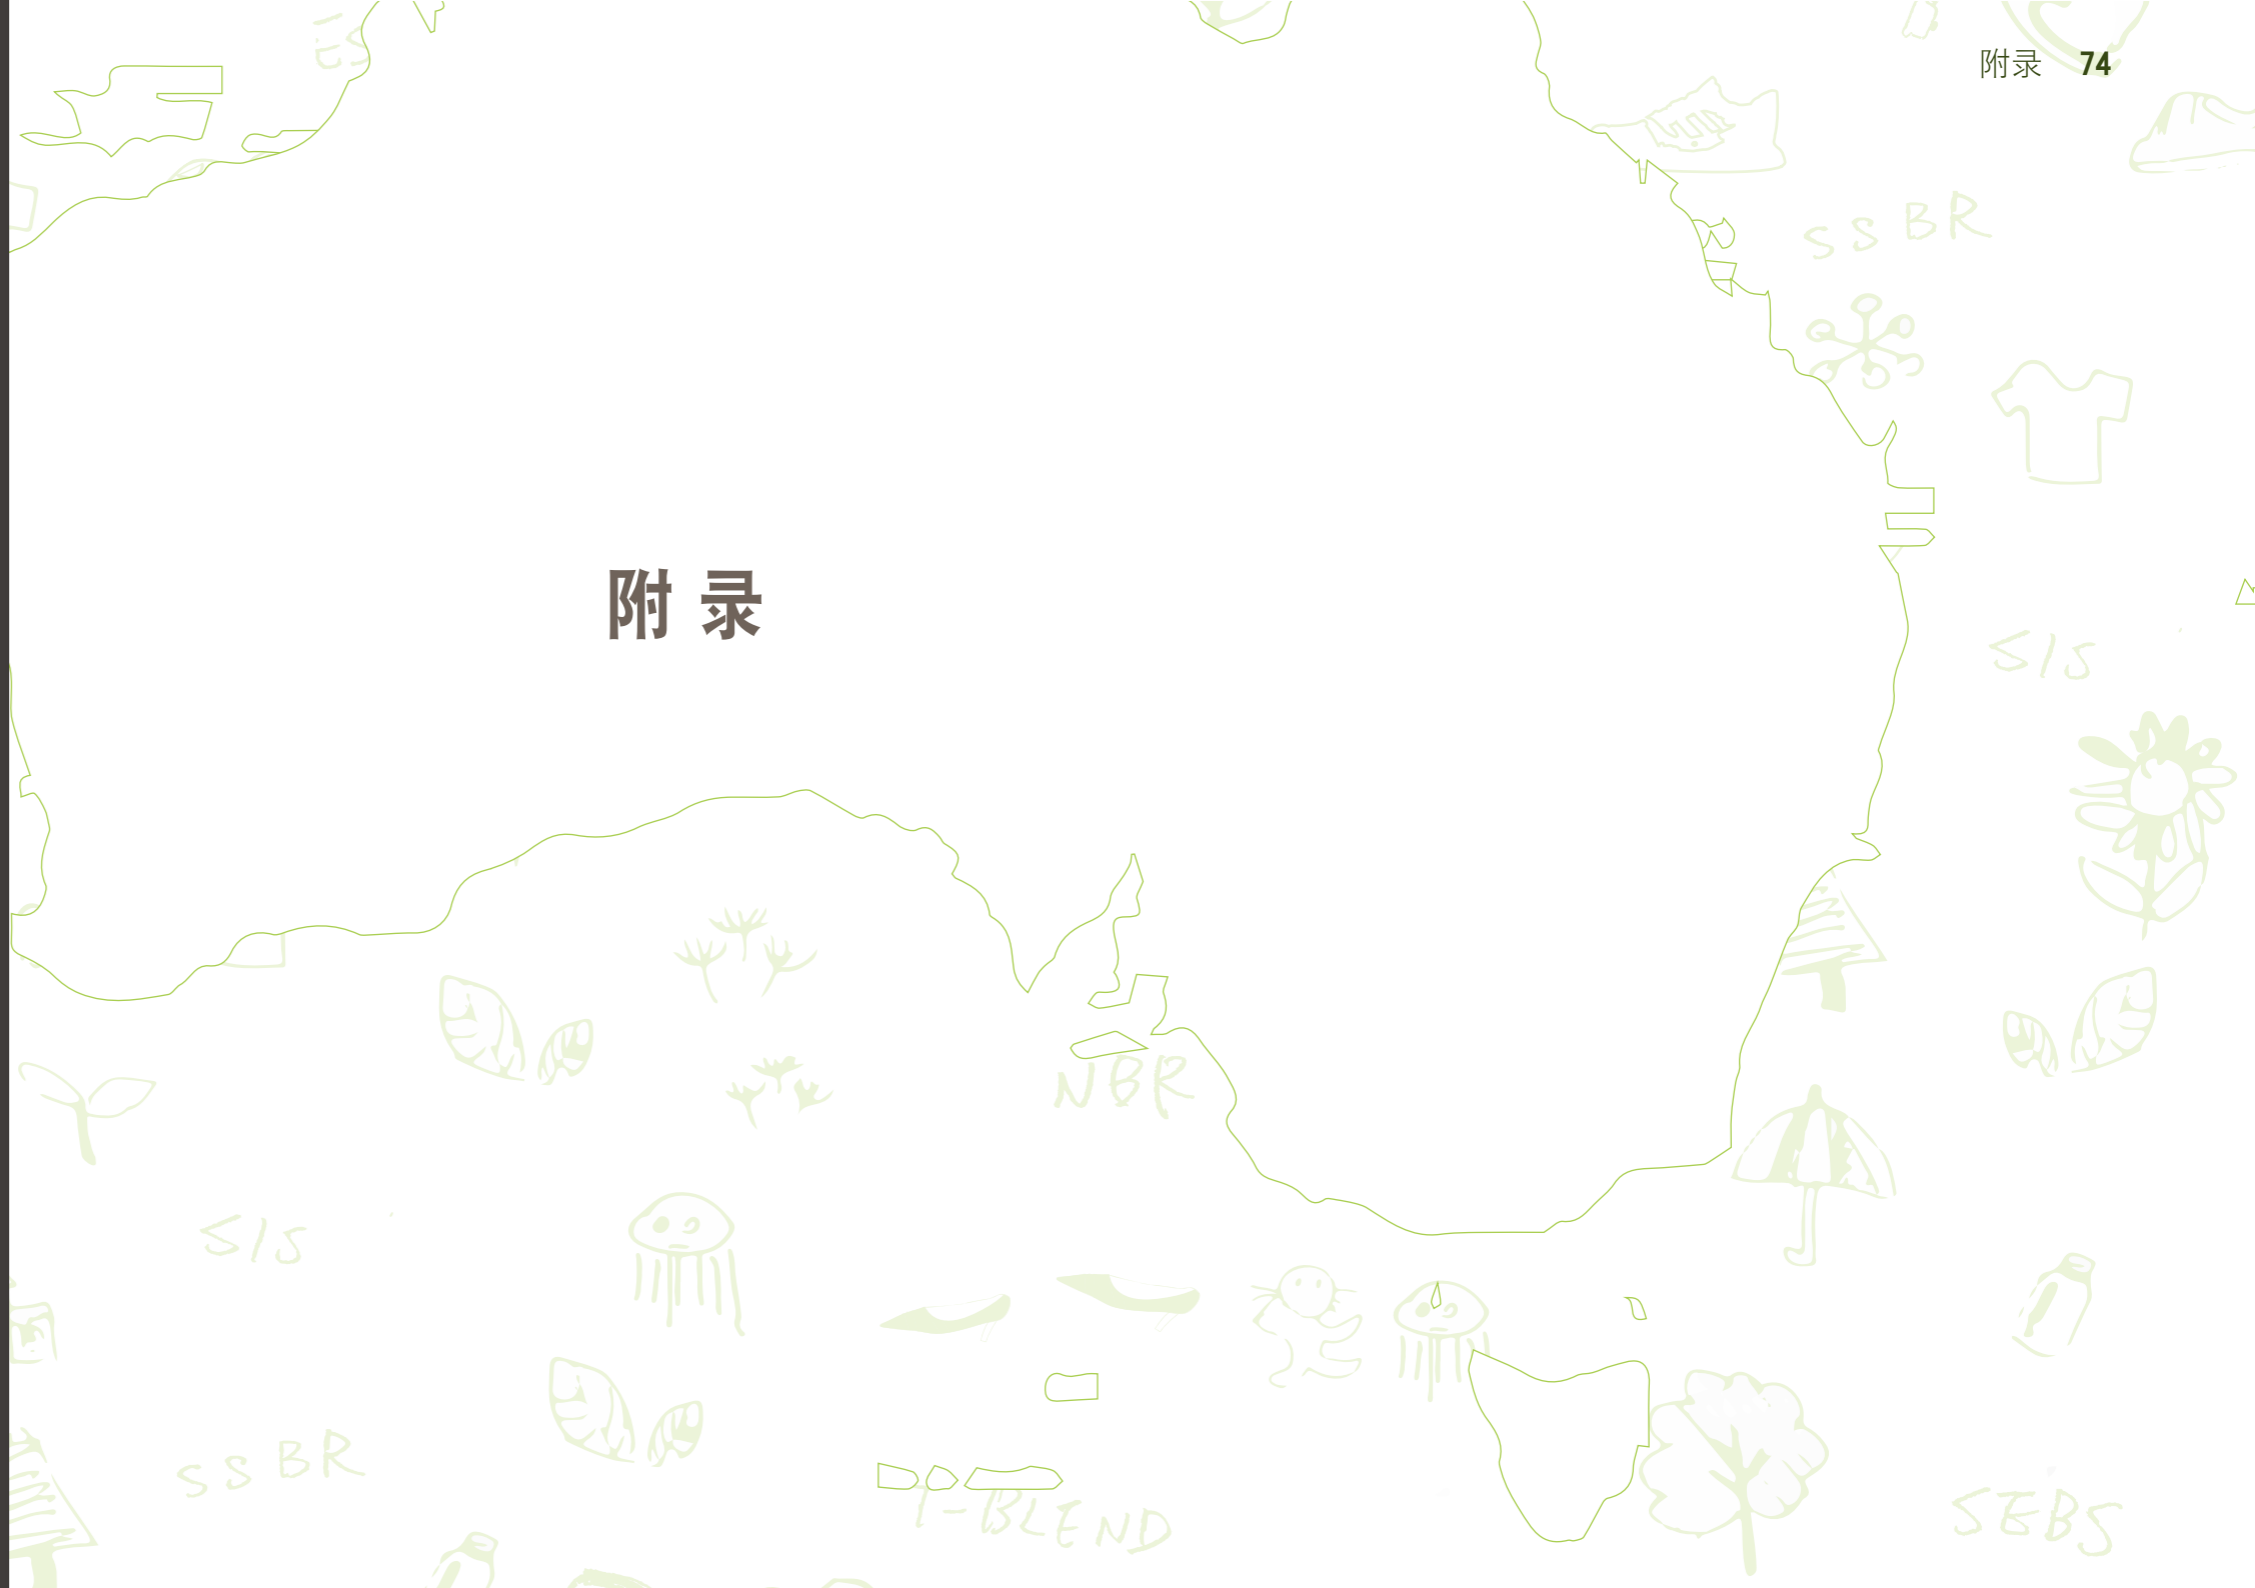 附录 74
SSBR
附 录
SIS
NBR
SIS
SSBR
T-BLEND
SEBS